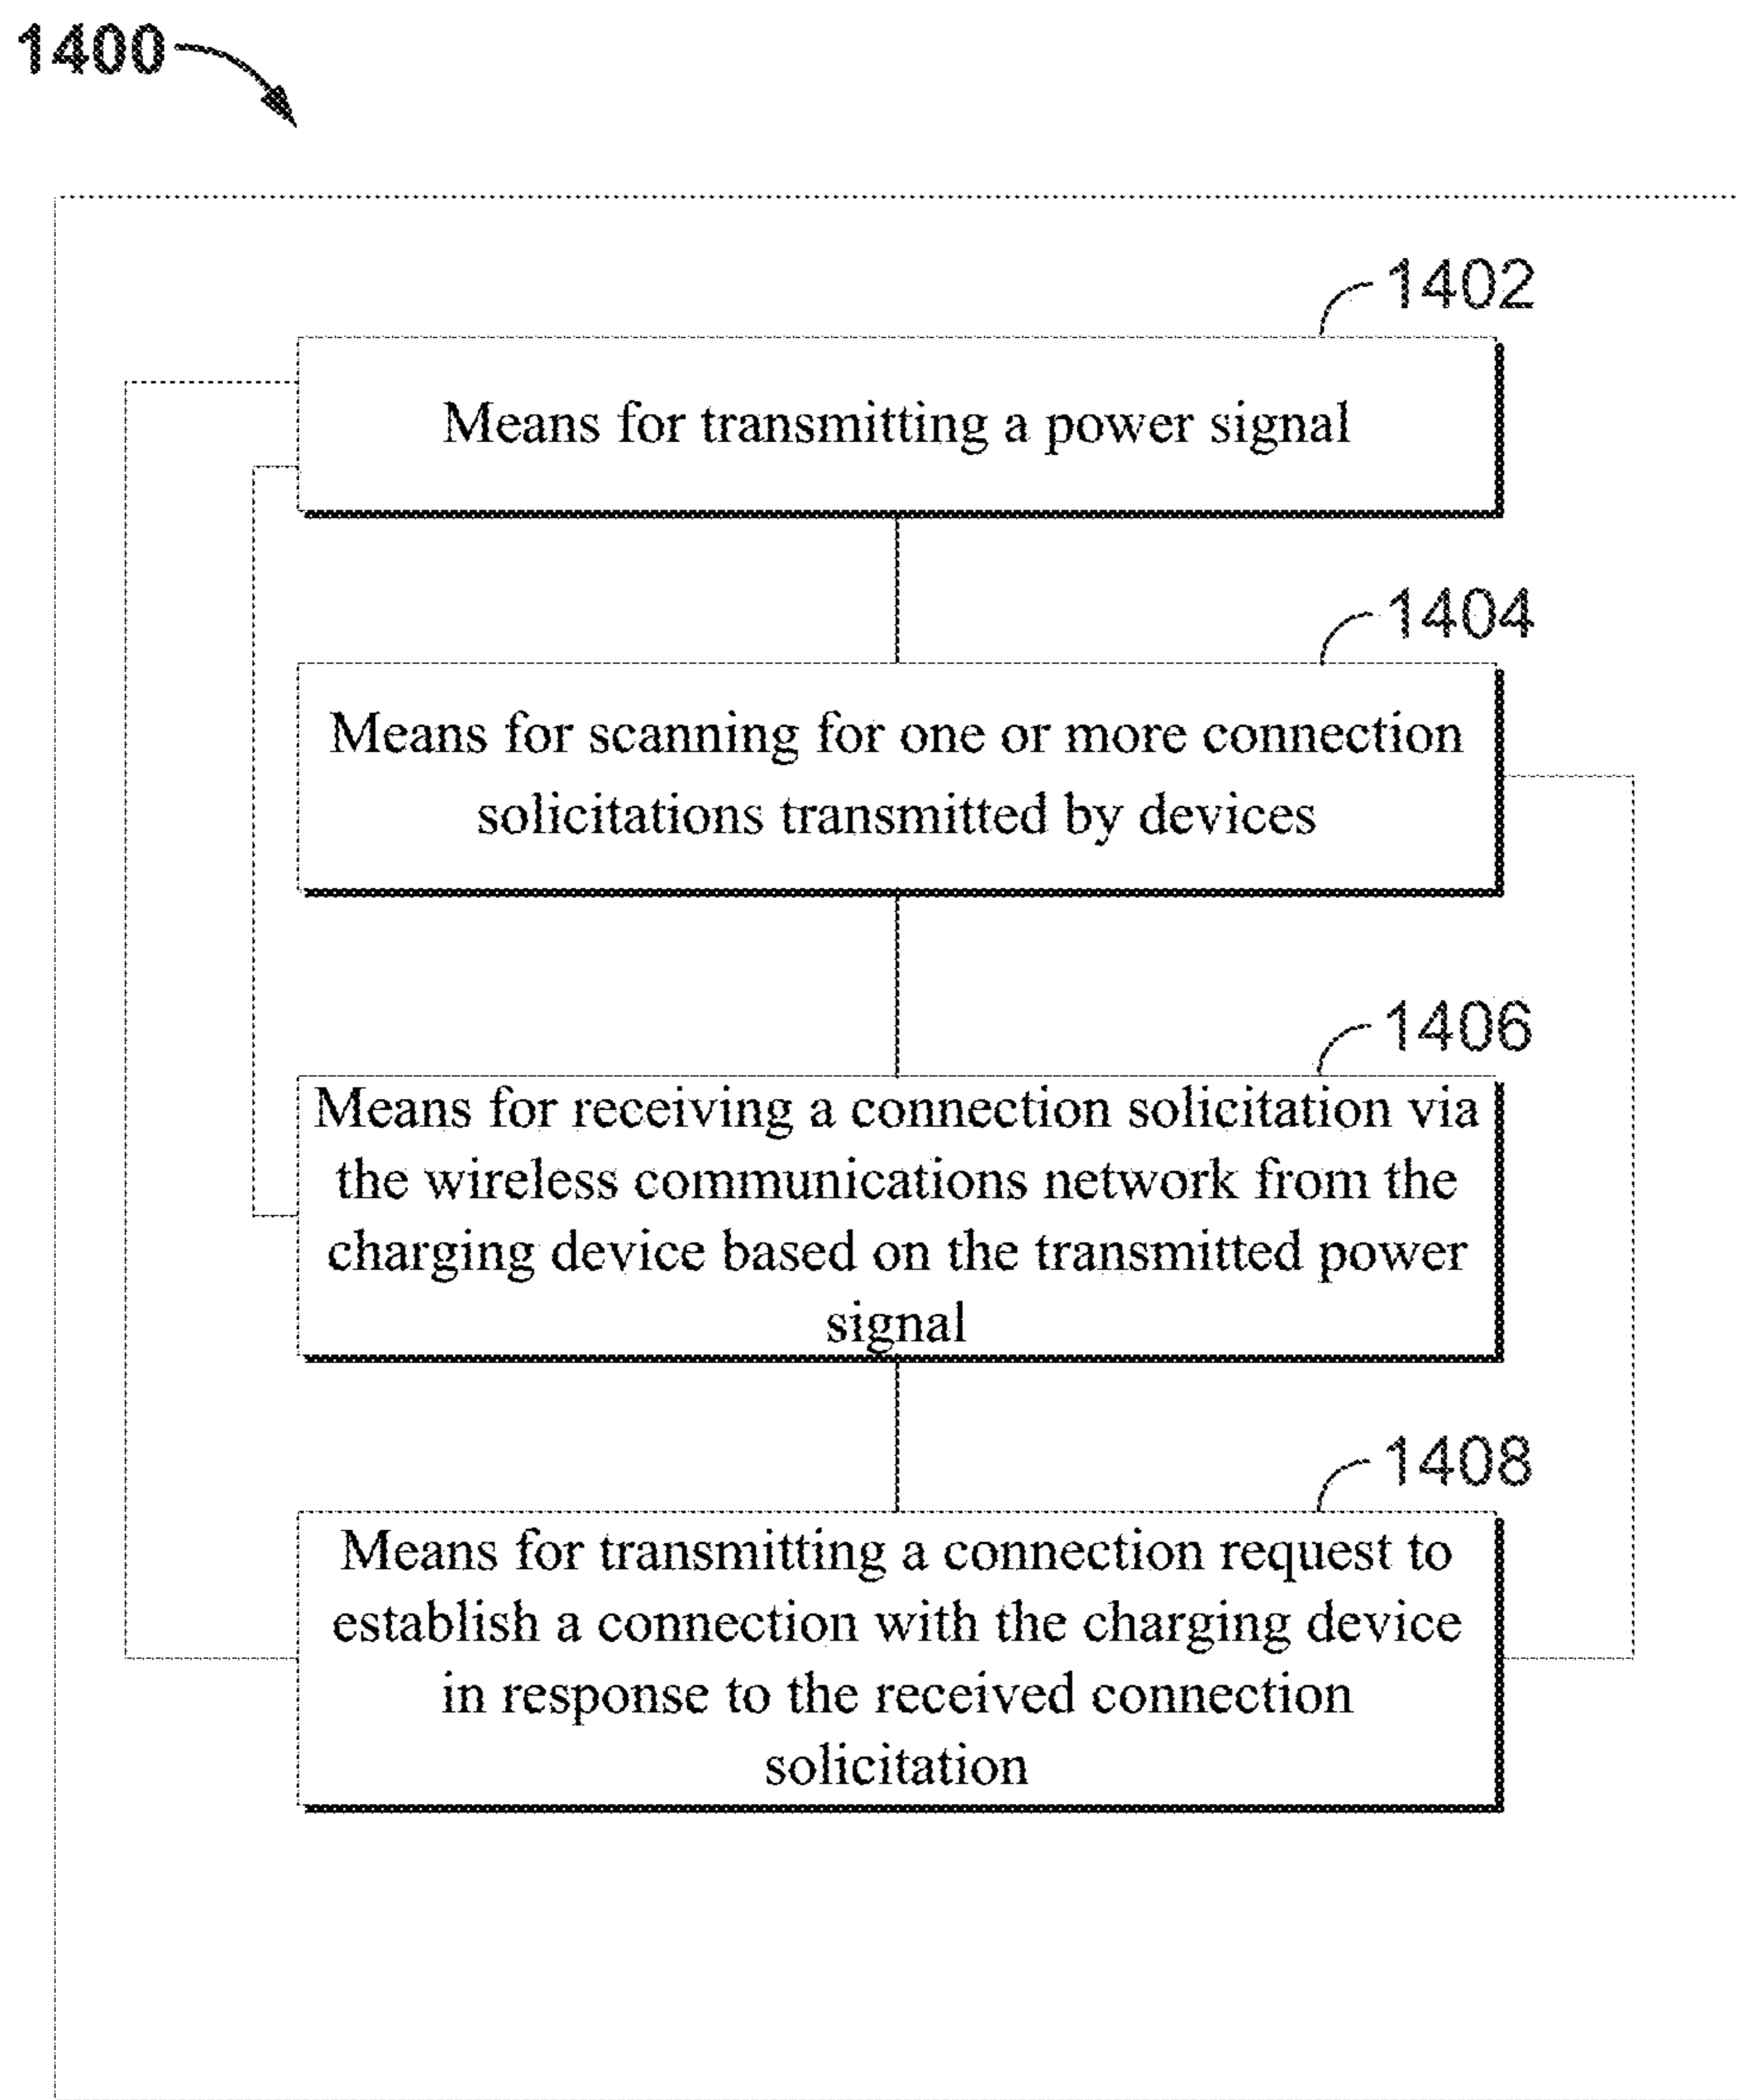 1400
1402
Means for transmitting a power signal
1404
Means for scanning for one or more connection
solicitations transmitted by devices
1406
Means for receiving a connection solicitation via
the wireless communications network from the
charging device based on the transmitted power
signal
1408
Means for transmitting a connection request to
establish a connection with the charging device
in response to the received connection
solicitation